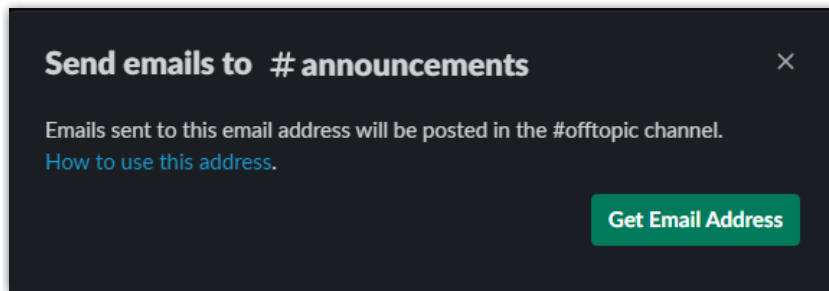 Send emails to # announcements
Emails sent to this email address will be posted in the #offtopic channel.
How to use this address.
Get Email Address